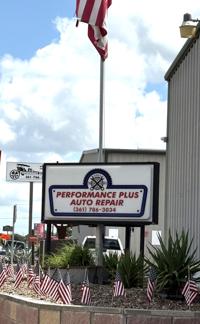 PERFORMANCE PLUS
AUTO REPAIR
(361) 786-3034